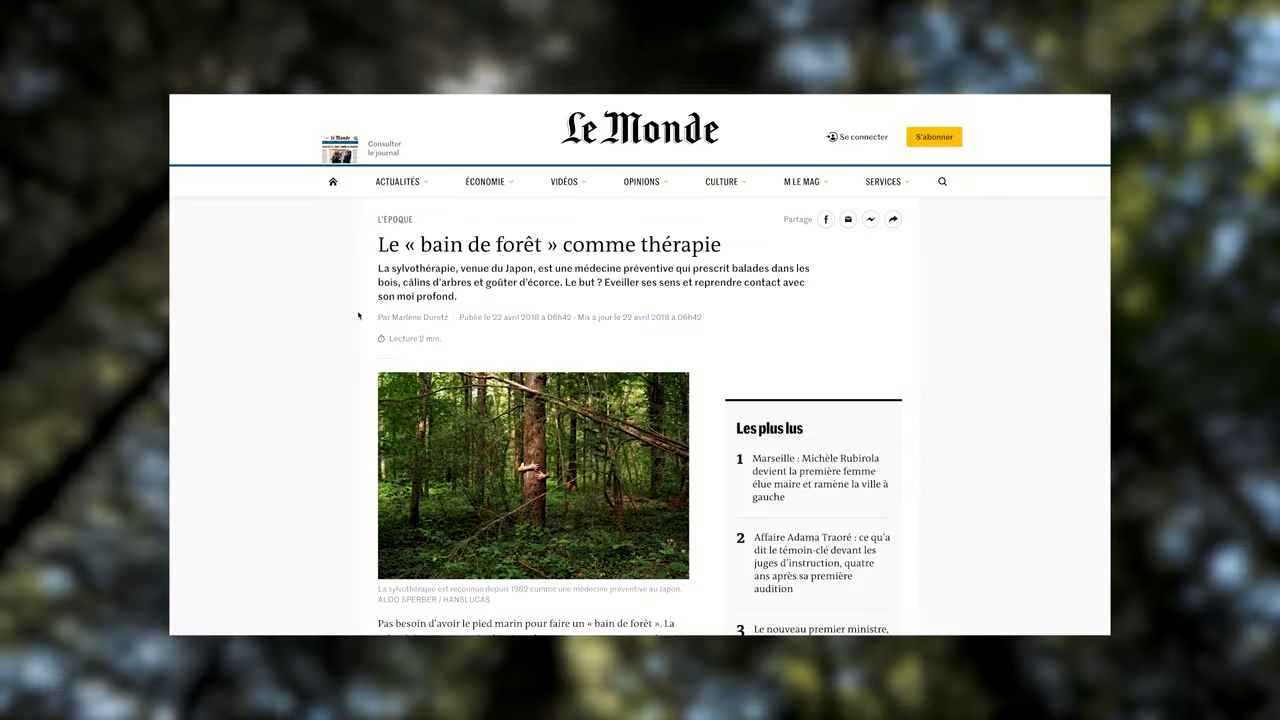 Le Monde
Consulter
le journal
Se connecter
S'abonner
ACTUALITÉS
ÉCONOMIE
VIDÉOS
OPINIONS
CULTURE
M LE MAG
SERVICES
L'ÉPOQUE
Partage
Le « bain de forêt » comme thérapie
La sylvothérapie, venue du Japon, est une médecine préventive qui prescrit balades dans les
bois, câlins d'arbres et goûter d'écorce. Le but ? Eveiller ses sens et reprendre contact avec
son moi profond.
Par Marlène Duretz · Publié le 22 avril 2018 à 06h42 - Mis à jour le 22 avril 2018 à 06h42
Lecture 2 min.
La sylvothérapie est reconnue depuis 1982 comme une médecine préventive au Japon.
ALDO SPERBER / HANSLUCAS
Pas besoin d'avoir le pied marin pour faire un « bain de forêt ». La
Les plus lus
1 Marseille : Michèle Rubirola
devient la première femme
élue maire et ramène la ville à
gauche
2 Affaire Adama Traoré : ce qu'a
dit le témoin-clé devant les
juges d'instruction, quatre
ans après sa première
audition
3 Le nouveau premier ministre,